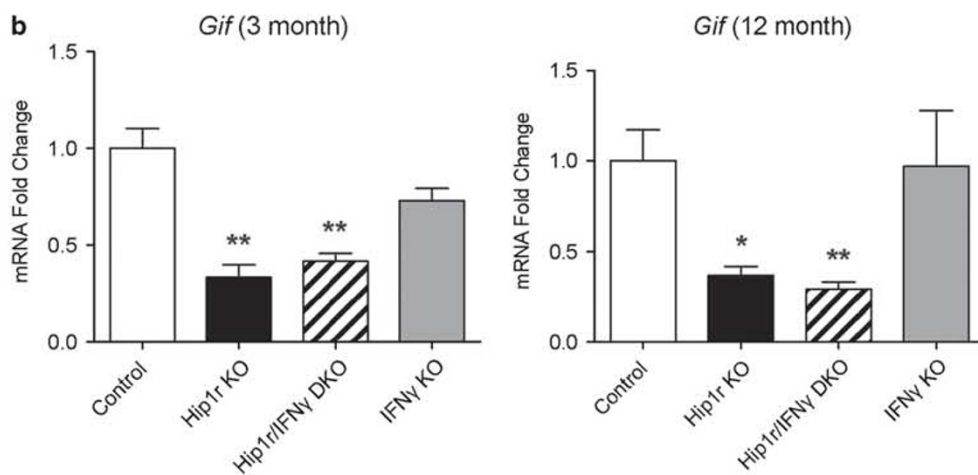 b
Gif (3 month)
mRNA Fold Change
1.5
1.0
0.5
0.0
**
**
Control
Hip1r KO
Hip1r/IFNγ DKO
IFNγ KO
Gif (12 month)
mRNA Fold Change
1.5
1.0
0.5
0.0
*
**
Control
Hip1r KO
Hip1r/IFNγ DKO
IFNγ KO